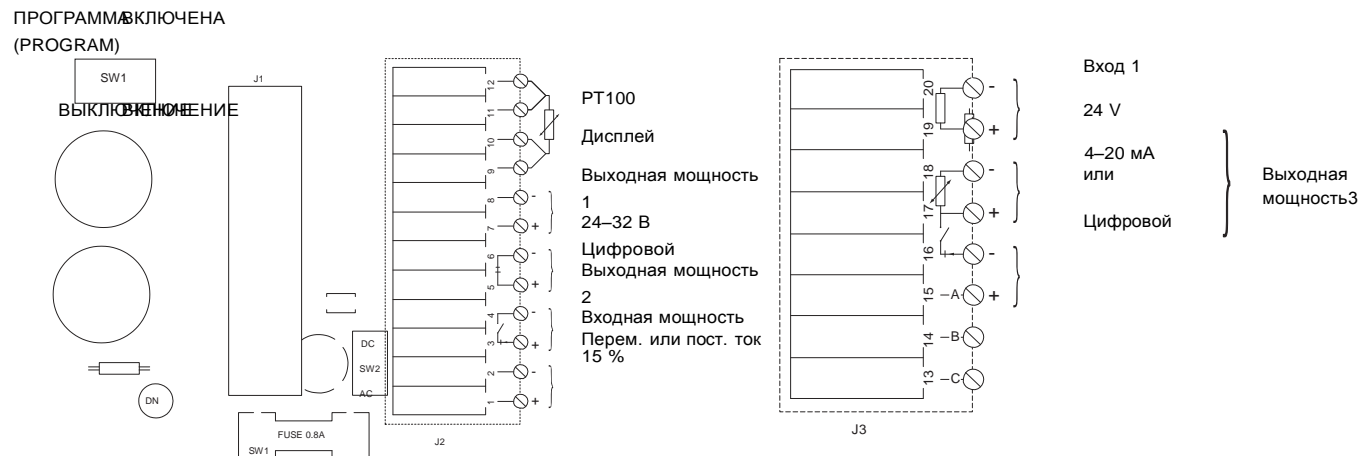 ПРОГРАММА ВКЛЮЧЕНА
(PROGRAM)
SW1
ВЫКЛЮЧЕНИЕ
J1
DN
FUSE 0.8A
SW1
DC
SW2
AC
12
11
10
9
8 -
7 +
6 -
5 +
4 -
3 +
2 -
1 +
J2
PT100
Дисплей
Выходная мощность
1
24–32 В
Цифровой
Выходная мощность
2
Входная мощность
Перем. или пост. ток
15 %
20 -
19 +
18 -
17 +
16 -
15 A +
14 B
13 C
J3
Вход 1
24 V
4–20 мА
или
Цифровой
Выходная
мощность3